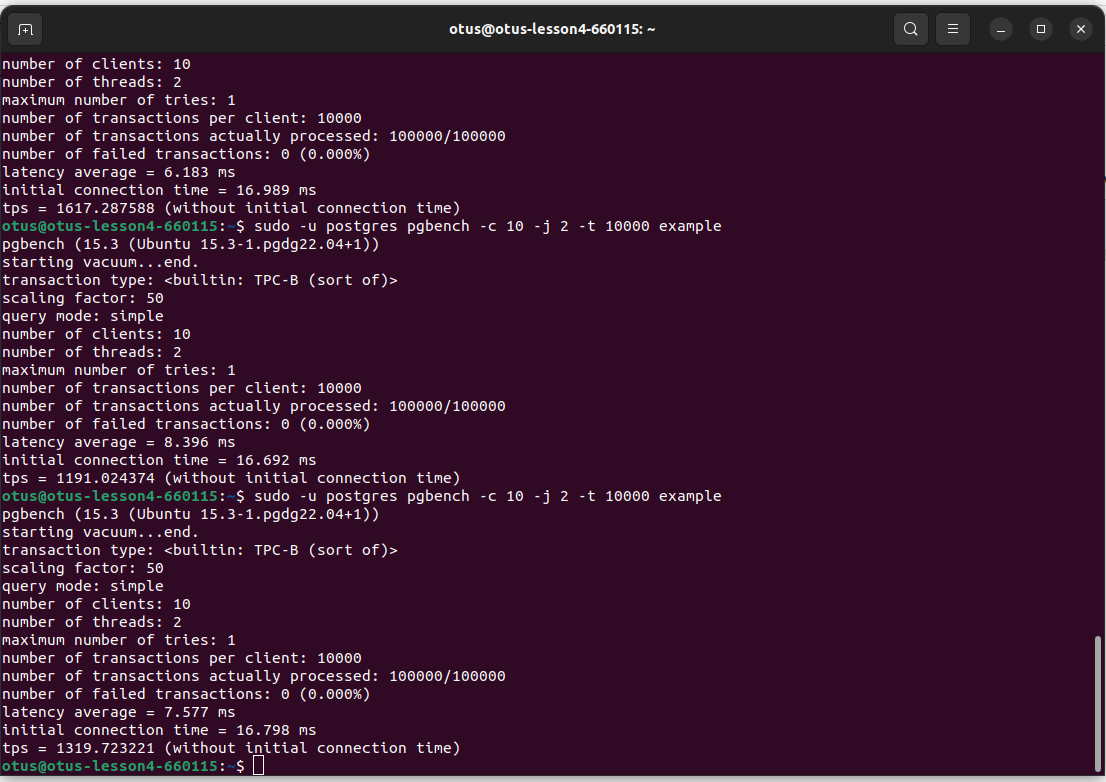 otus@otus-lesson4-660115: ~
number of clients: 10
number of threads: 2
maximum number of tries: 1
number of transactions per client: 10000
number of transactions actually processed: 100000/100000
number of failed transactions: 0 (0.000%)
latency average = 6.183 ms
initial connection time = 16.989 ms
tps = 1617.287588 (without initial connection time)
otus@otus-lesson4-660115:~$ sudo -u postgres pgbench -c 10 -j 2 -t 10000 example
pgbench (15.3 (Ubuntu 15.3-1.pgdg22.04+1))
starting vacuum...end.
transaction type: <builtin: TPC-B (sort of)>
scaling factor: 50
query mode: simple
number of clients: 10
number of threads: 2
maximum number of tries: 1
number of transactions per client: 10000
number of transactions actually processed: 100000/100000
number of failed transactions: 0 (0.000%)
latency average = 8.396 ms
initial connection time = 16.692 ms
tps = 1191.024374 (without initial connection time)
otus@otus-lesson4-660115:~$ sudo -u postgres pgbench -c 10 -j 2 -t 10000 example
pgbench (15.3 (Ubuntu 15.3-1.pgdg22.04+1))
starting vacuum...end.
transaction type: <builtin: TPC-B (sort of)>
scaling factor: 50
query mode: simple
number of clients: 10
number of threads: 2
maximum number of tries: 1
number of transactions per client: 10000
number of transactions actually processed: 100000/100000
number of failed transactions: 0 (0.000%)
latency average = 7.577 ms
initial connection time = 16.798 ms
tps = 1319.723221 (without initial connection time)
otus@otus-lesson4-660115:~$